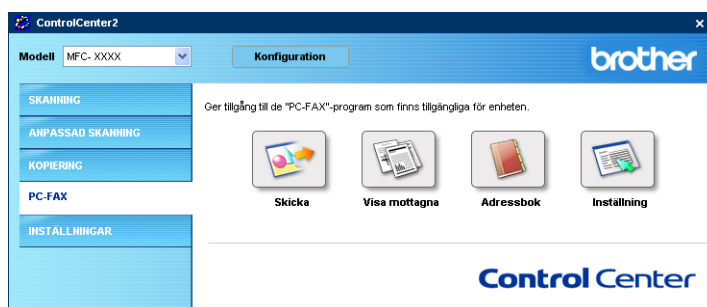 ControlCenter2
Modell MFC- XXXX Konfiguration brother
SKANNING
ANPASSAD SKANNING
KOPIERING
PC-FAX
INSTÄLLNINGAR
Ger tillgång till de "PC-FAX"-program som finns tillgängliga för enheten.
Skicka Visa mottagna Adressbok Inställning
Control Center